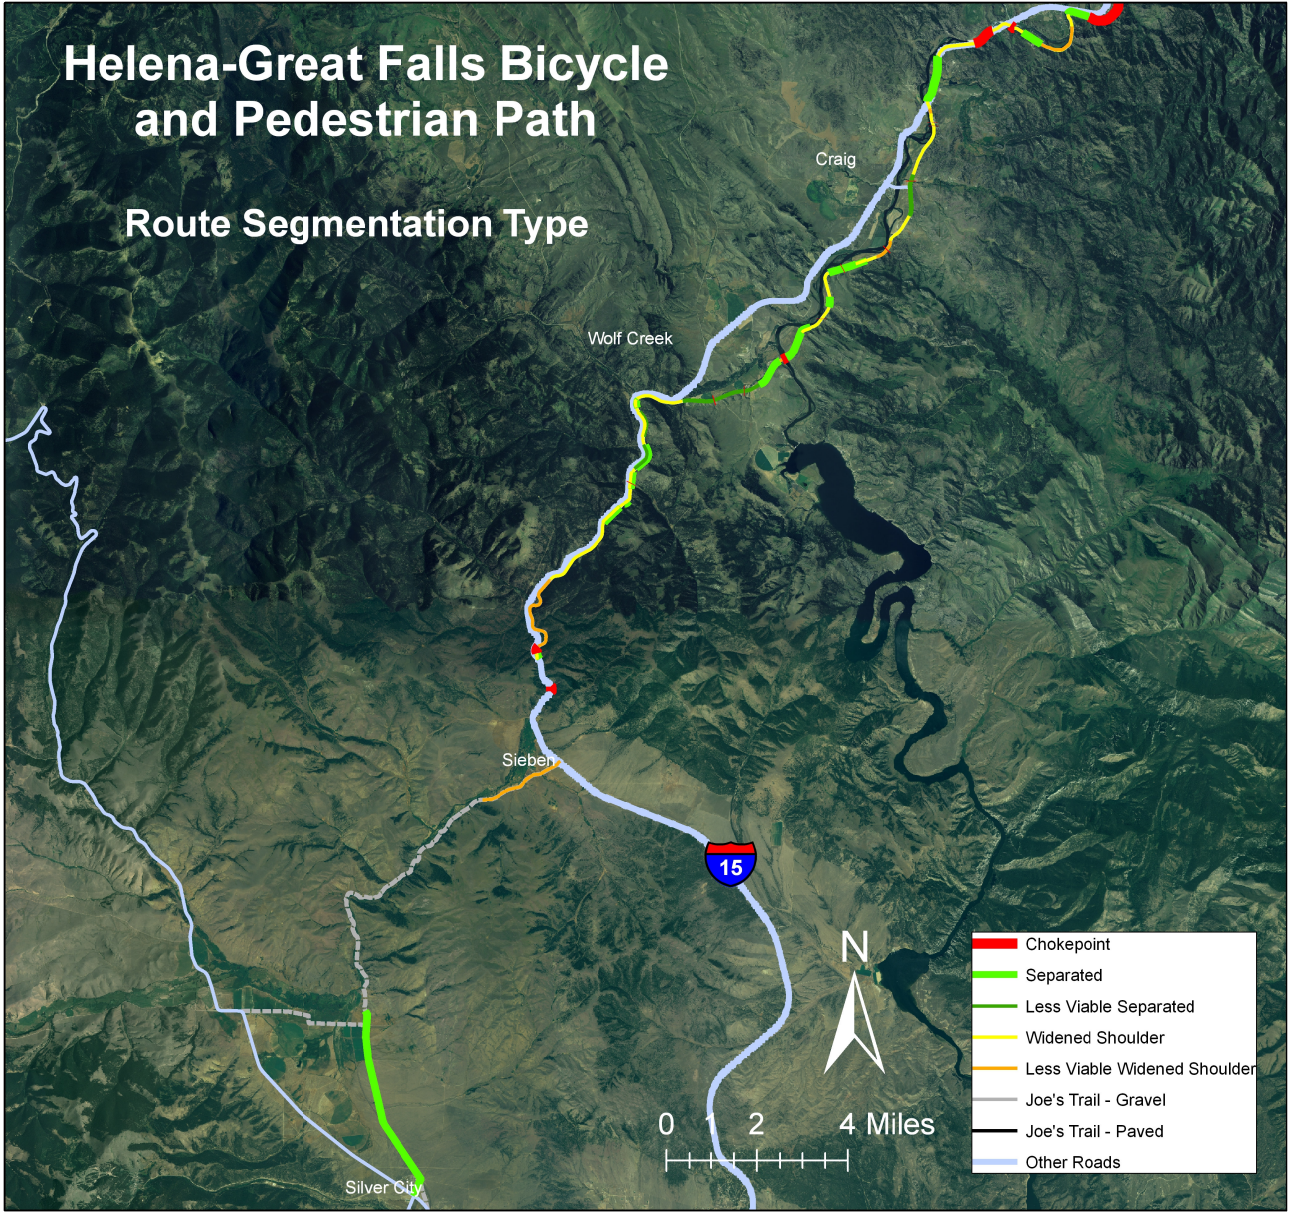 Helena-Great Falls Bicycle
and Pedestrian Path
Route Segmentation Type
Craig
Wolf Creek
Sieben
15
N
0 1 2 4 Miles
Silver City
Chokepoint
Separated
Less Viable Separated
Widened Shoulder
Less Viable Widened Shoulder
Joe's Trail - Gravel
Joe's Trail - Paved
Other Roads